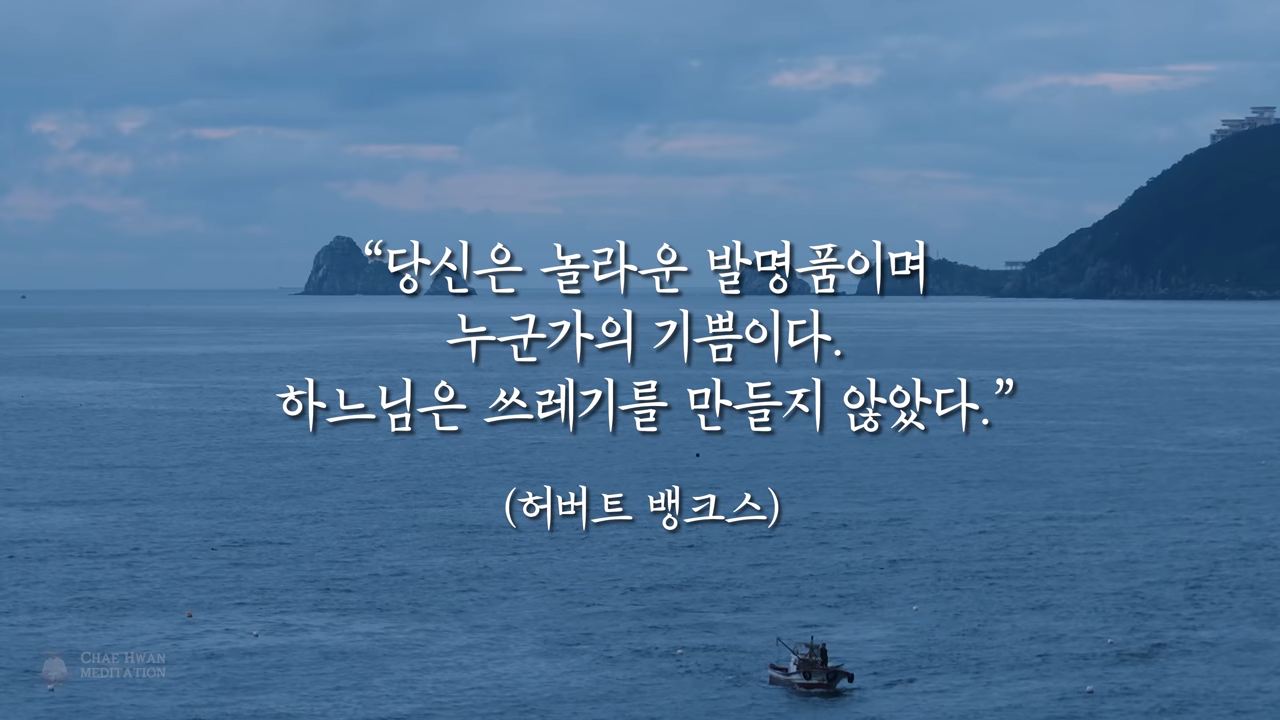 “당신은 놀라운 발명품이며
누군가의 기쁨이다.
하느님은 쓰레기를 만들지 않았다.”
(허버트 뱅크스)
CHAE HWAN
MEDITATION